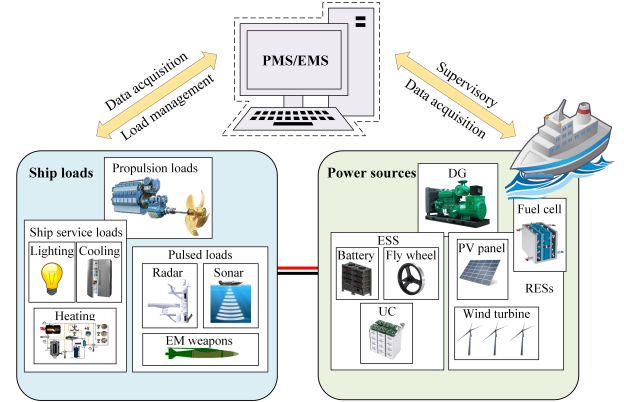 PMS/EMS
Data acquisition
Load management
Supervisory
Data acquisition
Ship loads
Propulsion loads
Ship service loads
Lighting
Cooling
Heating
Pulsed loads
Radar
Sonar
EM weapons
Power sources
DG
Fuel cell
ESS
Battery
Fly wheel
UC
PV panel
RESs
Wind turbine